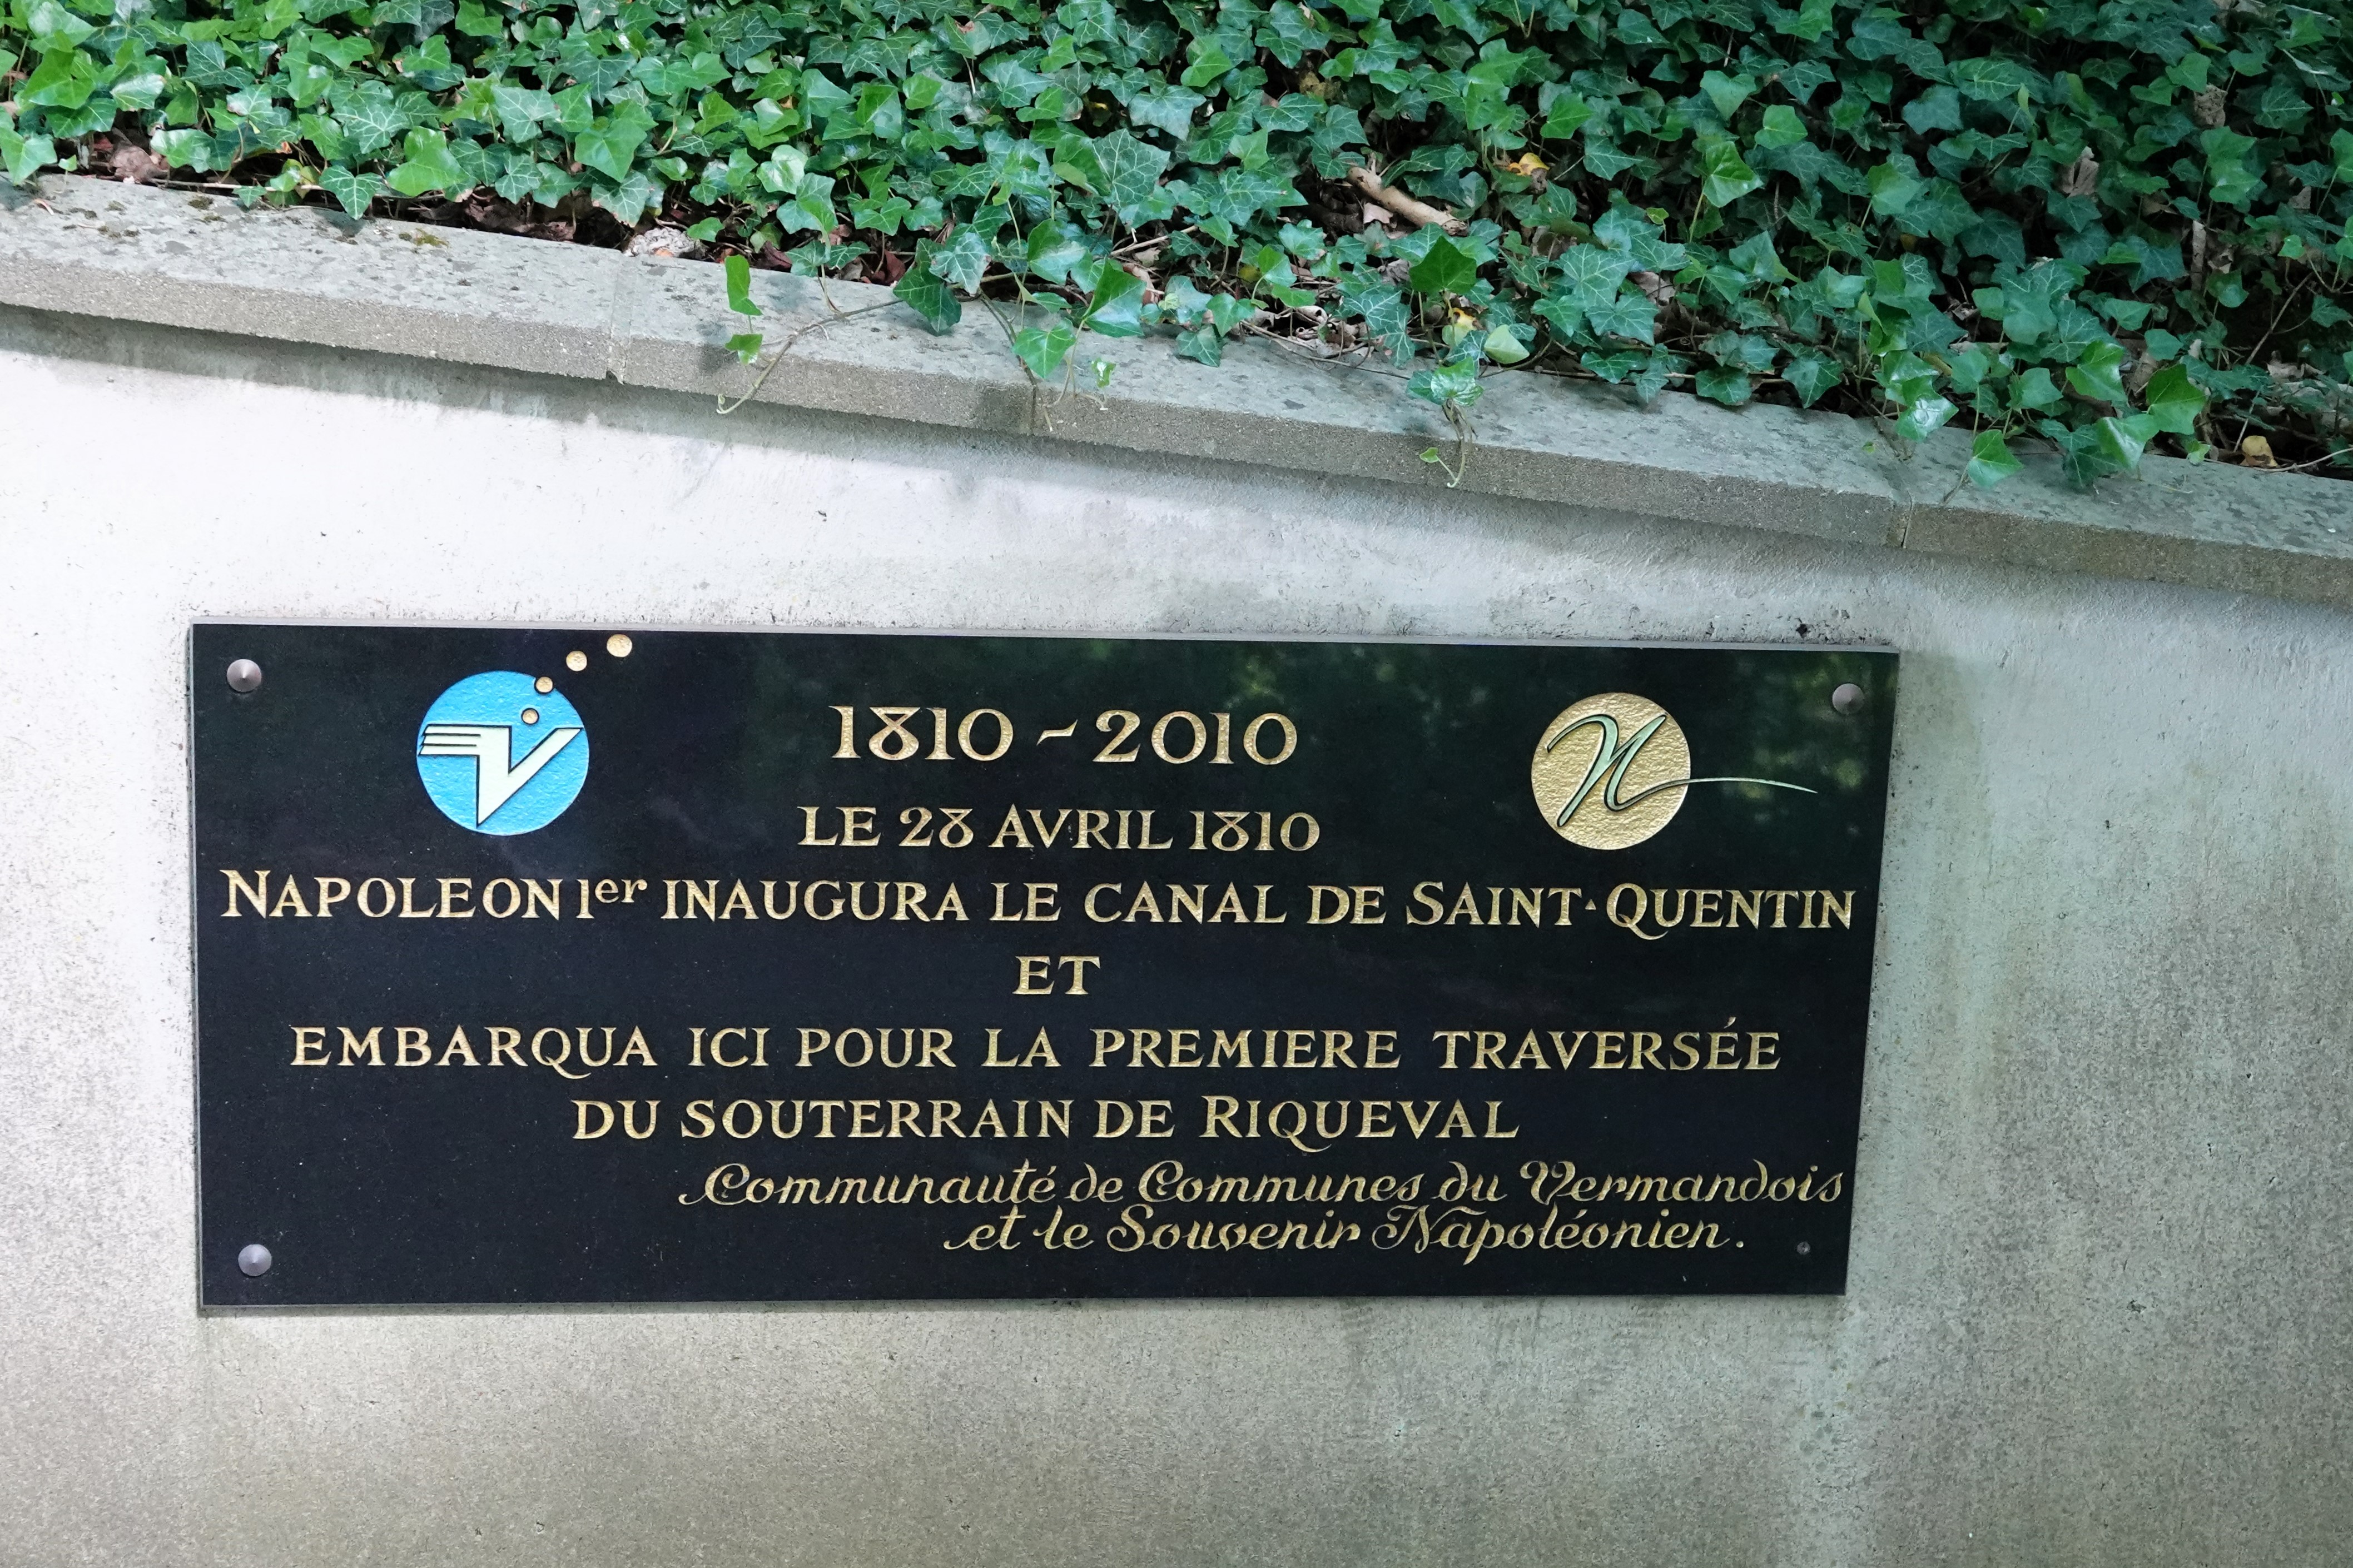 1810 - 2010
LE 28 AVRIL 1810
NAPOLEON 1er INAUGURA LE CANAL DE SAINT-QUENTIN
ET
EMBARQUA ICI POUR LA PREMIERE TRAVERSÉE
DU SOUTERRAIN DE RIQUEVAL
Communauté de Communes du Vermandois
et le Souvenir Napoléonien.